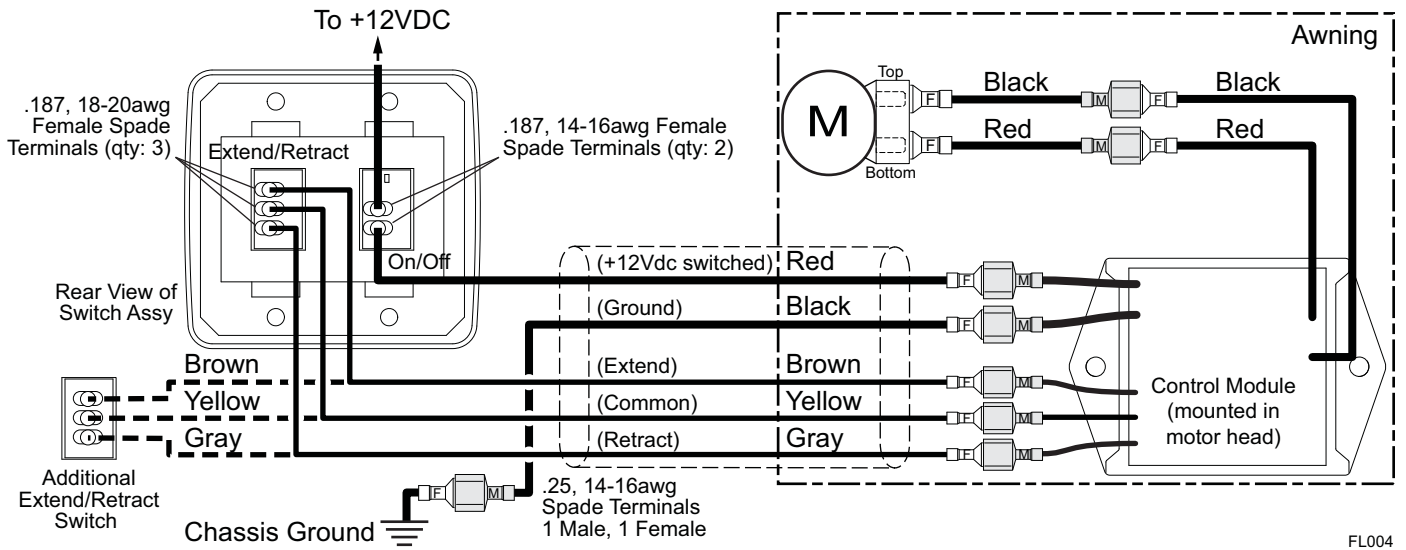 To +12VDC
Awning
.187, 18-20awg
Female Spade
Terminals (qty: 3)
.187, 14-16awg Female
Spade Terminals (qty: 2)
Extend/Retract
On/Off
Rear View of
Switch Assy
Top
M
Bottom
F
Black
M
F
Black
F
Red
M
F
Red
(+12Vdc switched)
Red
F
M
(Ground)
Black
F
M
Brown
(Extend)
Brown
F
M
Yellow
(Common)
Yellow
F
M
Gray
(Retract)
Gray
F
M
Control Module
(mounted in
motor head)
Additional
Extend/Retract
Switch
F
M
.25, 14-16awg
Spade Terminals
1 Male, 1 Female
Chassis Ground
FL004